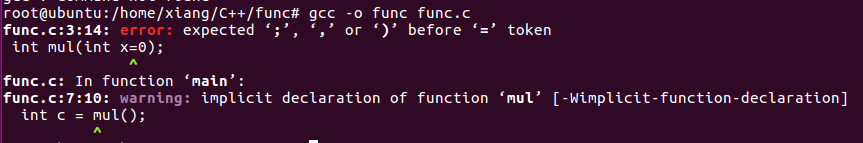 root@ubuntu:/home/xiang/C++/func# gcc -o func func.c
func.c:3:14: error: expected ‘;’, ‘,’ or ‘)’ before ‘=’ token
 int mul(int x=0);
              ^
func.c: In function ‘main’:
func.c:7:10: warning: implicit declaration of function ‘mul’ [-Wimplicit-function-declaration]
  int c = mul();
          ^